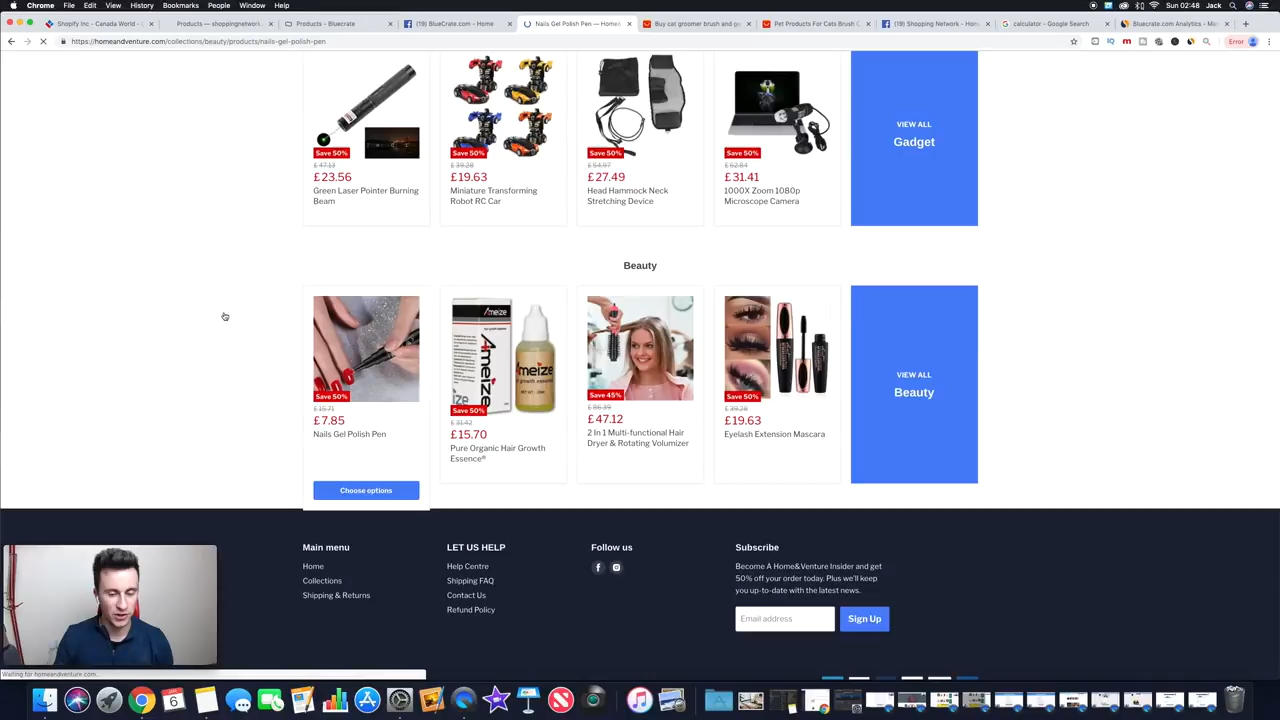 Chrome File Edit View History Bookmarks People Window Help
Sun 02:48 Jack
Shopify Inc - Canada World - G
Products — shoppingnetwork.
Products - Bluecrate
(19) BlueCrate.com - Home
Nails Gel Polish Pen — Home
Buy cat groomer brush and ge
Pet Products For Cats Brush C
(19) Shopping Network - Hom
calculator - Google Search
Bluecrate.com Analytics - Ma
https://homeandventure.com/collections/beauty/products/nails-gel-polish-pen
Error
Save 50%
£ 47.13
£23.56
Green Laser Pointer Burning
Beam
Save 50%
£ 39.28
£19.63
Miniature Transforming
Robot RC Car
Save 50%
£ 54.97
£27.49
Head Hammock Neck
Stretching Device
Save 50%
£ 62.84
£31.41
1000X Zoom 1080p
Microscope Camera
VIEW ALL
Gadget
Beauty
Save 50%
£ 15.71
£7.85
Nails Gel Polish Pen
Choose options
Ameize
Ameize
Save 50%
£ 31.42
£15.70
Pure Organic Hair Growth
Essence®
Save 45%
£ 86.39
£47.12
2 In 1 Multi-functional Hair
Dryer & Rotating Volumizer
Save 50%
£ 39.28
£19.63
Eyelash Extension Mascara
VIEW ALL
Beauty
Main menu
Home
Collections
Shipping & Returns
LET US HELP
Help Centre
Shipping FAQ
Contact Us
Refund Policy
Follow us
Subscribe
Become A Home&Venture Insider and get
50% off your order today. Plus we'll keep
you up-to-date with the latest news.
Email address
Sign Up
Waiting for homeandventure.com...
6